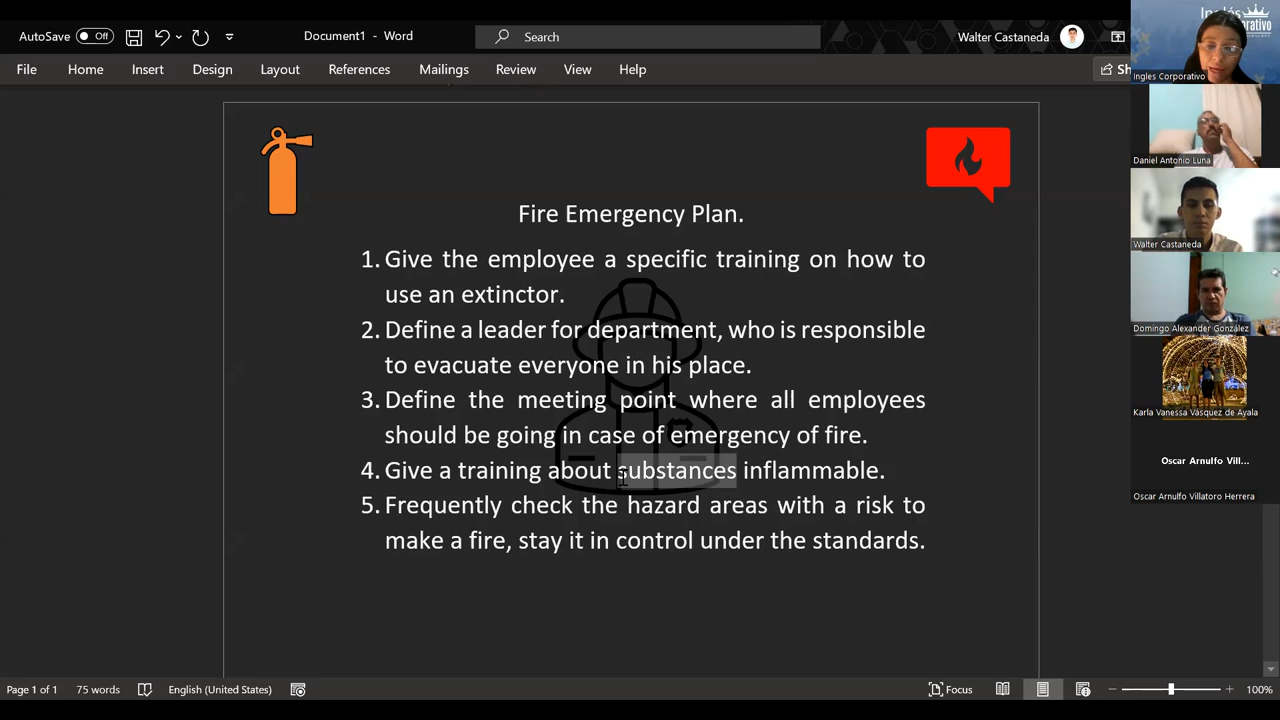 AutoSave Off Document1 - Word Search Walter Castaneda
File Home Insert Design Layout References Mailings Review View Help Sh
Inglés
orativo
Ingles Corporativo
Daniel Antonio Luna
Walter Castaneda
Domingo Alexander González
Karla Vanessa Vásquez de Ayala
Oscar Arnulfo Vill...
Oscar Arnulfo Villatoro Herrera
Fire Emergency Plan.
1. Give the employee a specific training on how to
use an extinctor.
2. Define a leader for department, who is responsible
to evacuate everyone in his place.
3. Define the meeting point where all employees
should be going in case of emergency of fire.
4. Give a training about substances inflammable.
5. Frequently check the hazard areas with a risk to
make a fire, stay it in control under the standards.
Page 1 of 1 75 words English (United States) Focus 100%